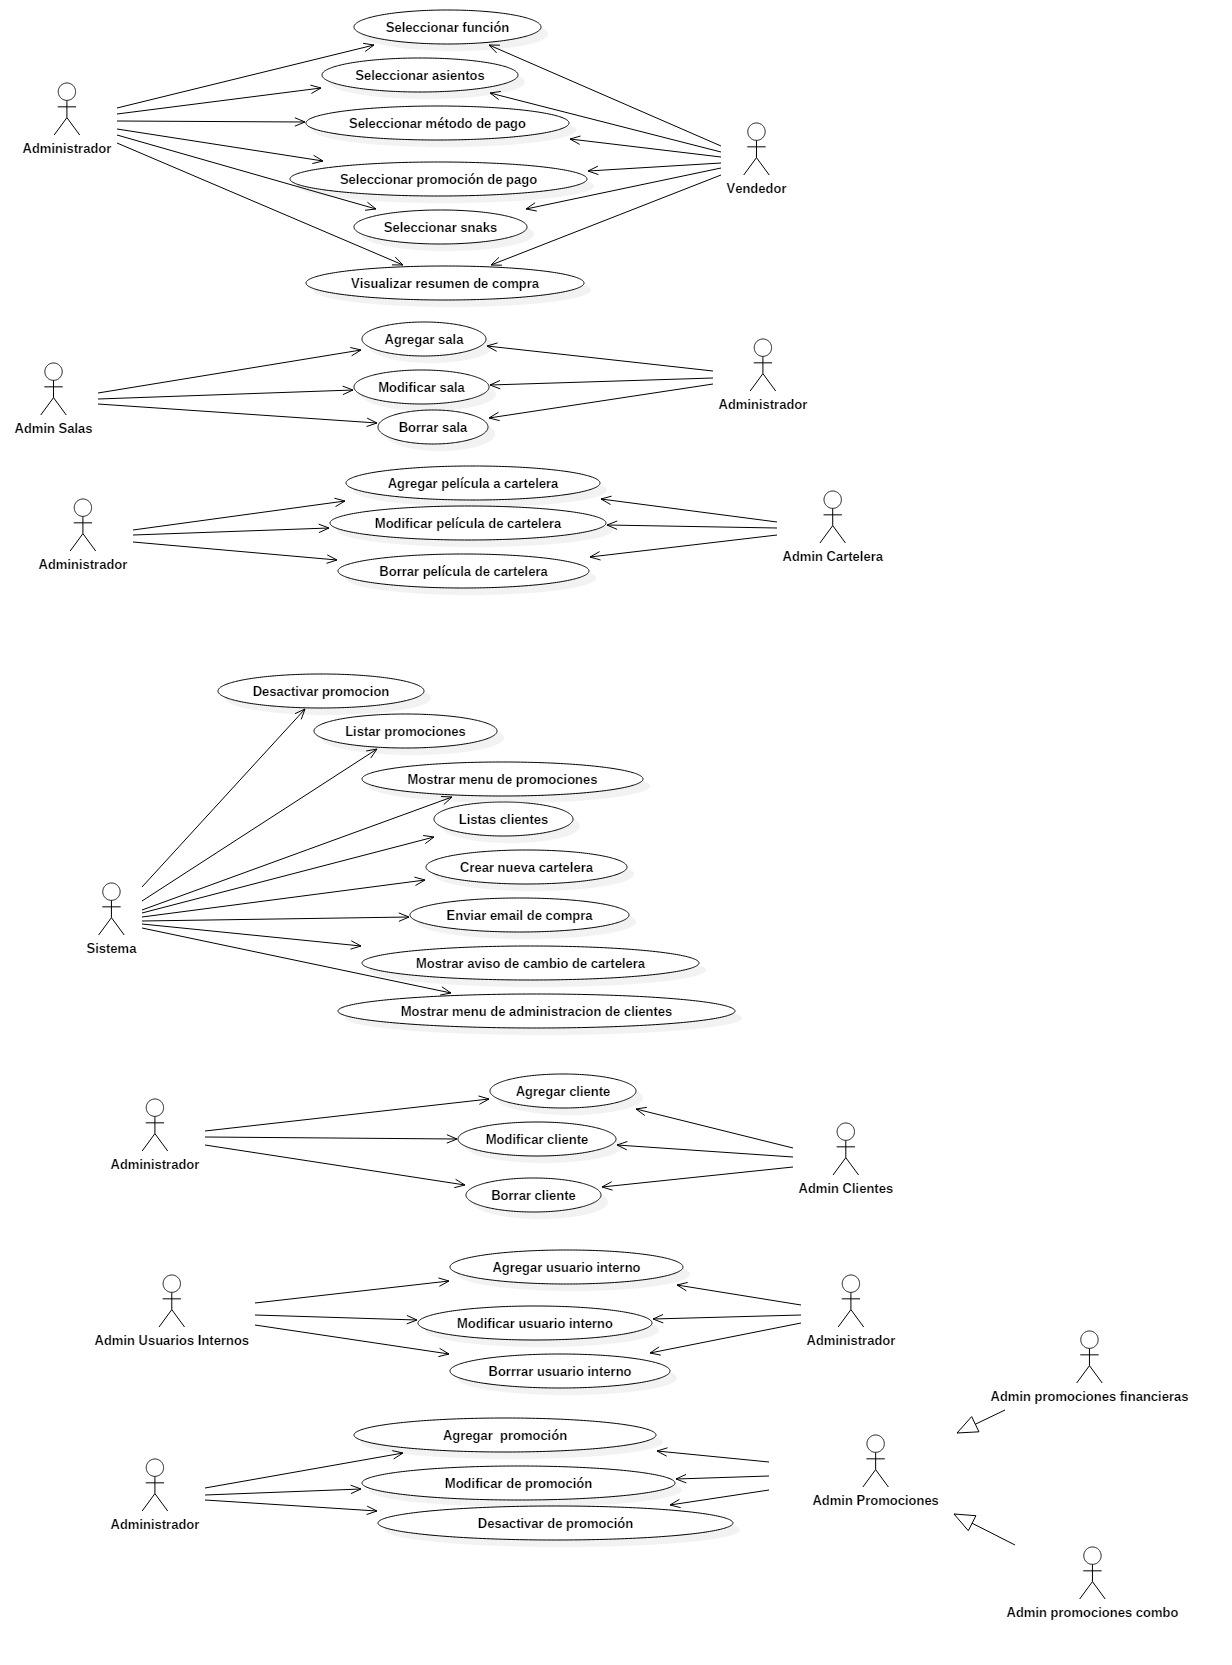 Seleccionar función
Seleccionar asientos
Seleccionar método de pago
Administrador
Seleccionar promoción de pago
Vendedor
Seleccionar snaks
Visualizar resumen de compra
Agregar sala
Modificar sala
Administrador
Admin Salas
Borrar sala
Agregar película a cartelera
Modificar película de cartelera
Admin Cartelera
Administrador
Borrar película de cartelera
Desactivar promocion
Listar promociones
Mostrar menu de promociones
Listas clientes
Crear nueva cartelera
Enviar email de compra
Sistema
Mostrar aviso de cambio de cartelera
Mostrar menu de administracion de clientes
Agregar cliente
Modificar cliente
Administrador
Admin Clientes
Borrar cliente
Agregar usuario interno
Modificar usuario interno
Admin Usuarios Internos
Administrador
Borrrar usuario interno
Admin promociones financieras
Agregar  promoción
Modificar de promoción
Admin Promociones
Administrador
Desactivar de promoción
Admin promociones combo